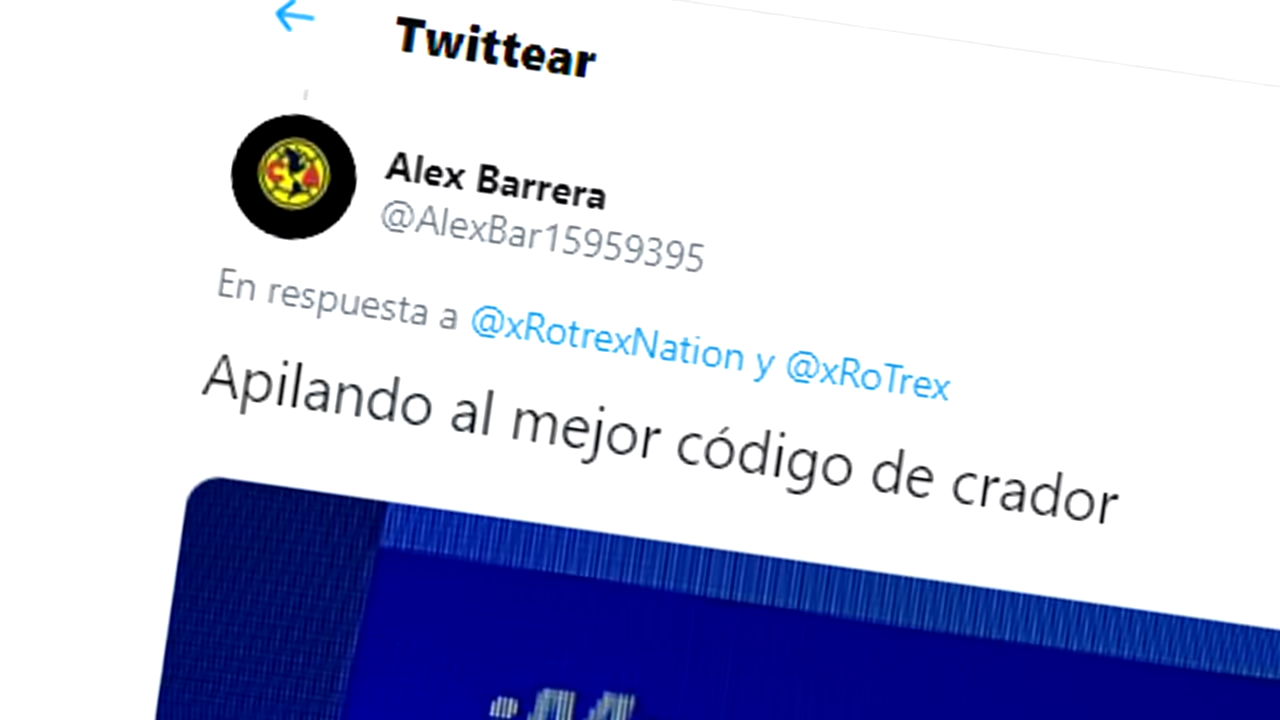 Twittear
Alex Barrera
@AlexBar15959395
En respuesta a @xRotrexNation y @xRoTrex
Apilando al mejor código de crador